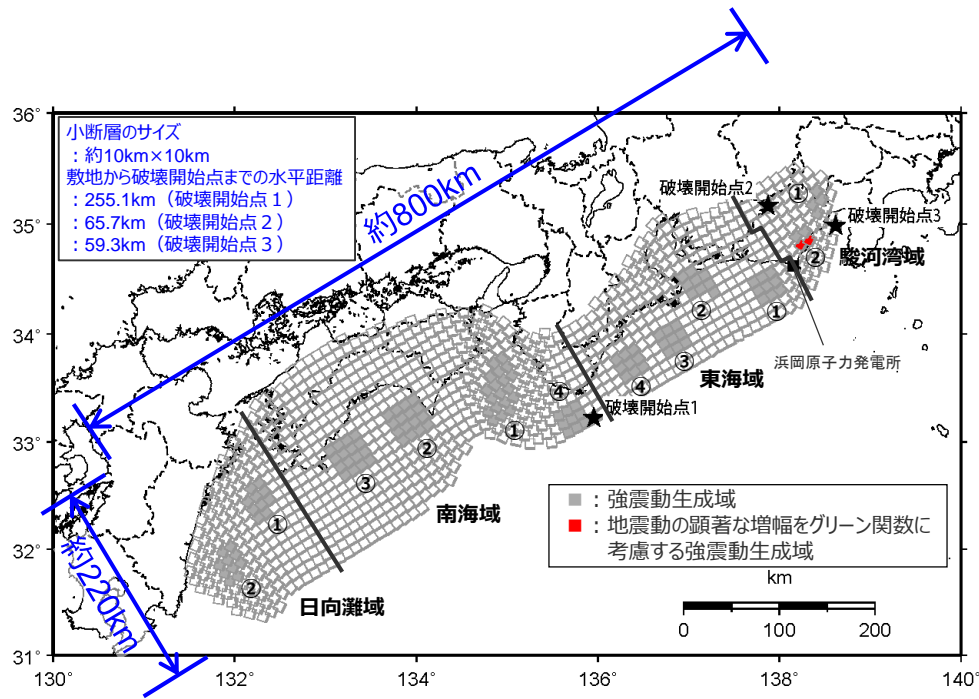 小断層のサイズ
：約10km×10km
敷地から破壊開始点までの水平距離
：255.1km（破壊開始点１）
：65.7km（破壊開始点２）
：59.3km（破壊開始点３）
約800km
約220km
36°
35°
34°
33°
32°
31°
130°
131°
132°
134°
136°
138°
140°
破壊開始点2
①
破壊開始点3
②
駿河湾域
浜岡原子力発電所
②
①
③
④
東海域
④
破壊開始点1
①
②
③
南海域
①
②
日向灘域
：強震動生成域
：地震動の顕著な増幅をグリーン関数に
考慮する強震動生成域
km
0
100
200